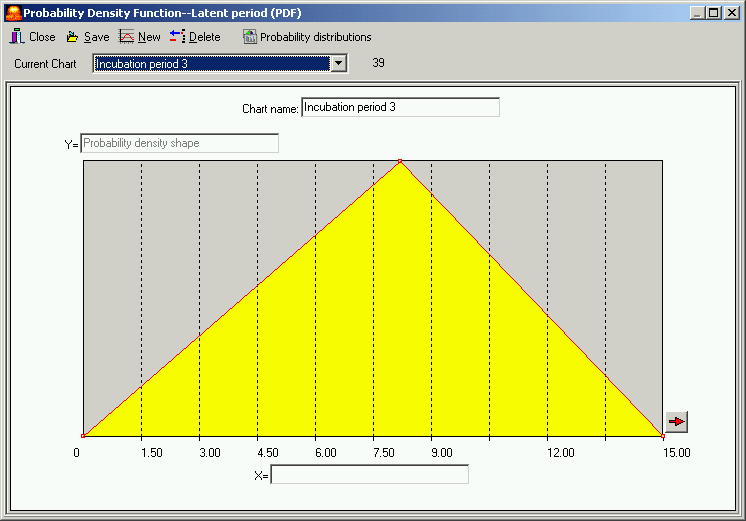 Probability Density Function--Latent period (PDF)
Close Save New Delete Probability distributions
Current Chart Incubation period 3 39
Chart name: Incubation period 3
Y= Probability density shape
0 1.50 3.00 4.50 6.00 7.50 9.00 12.00 15.00
X=